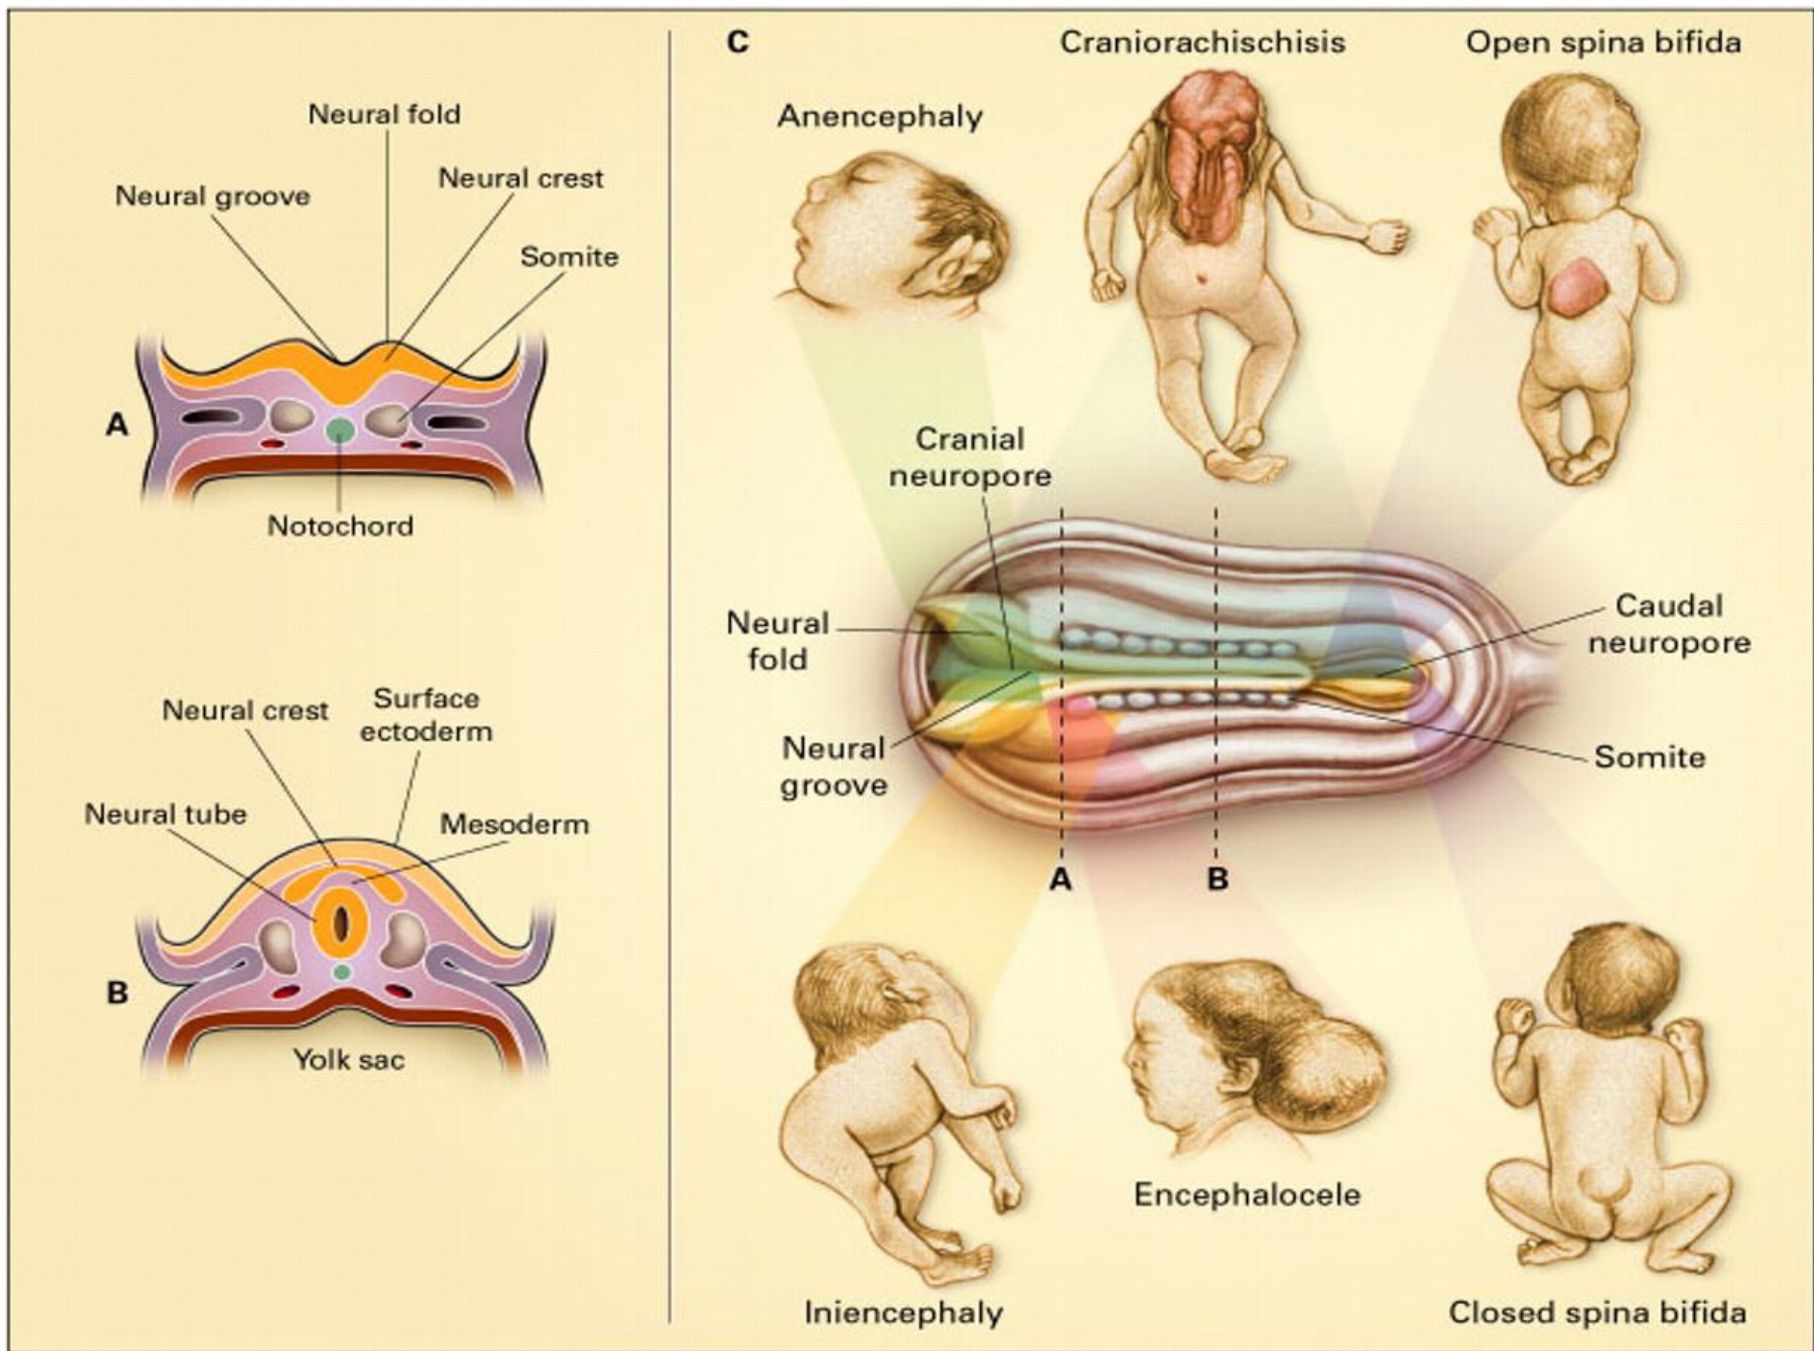 Neural fold
Neural crest
Neural groove
Somite
A
Notochord
Neural crest
Surface
ectoderm
Neural tube
Mesoderm
B
Yolk sac
C
Craniorachischisis
Open spina bifida
Anencephaly
Cranial
neuropore
Neural
fold
Caudal
neuropore
Neural
groove
Somite
A
B
Encephalocele
Iniencephaly
Closed spina bifida